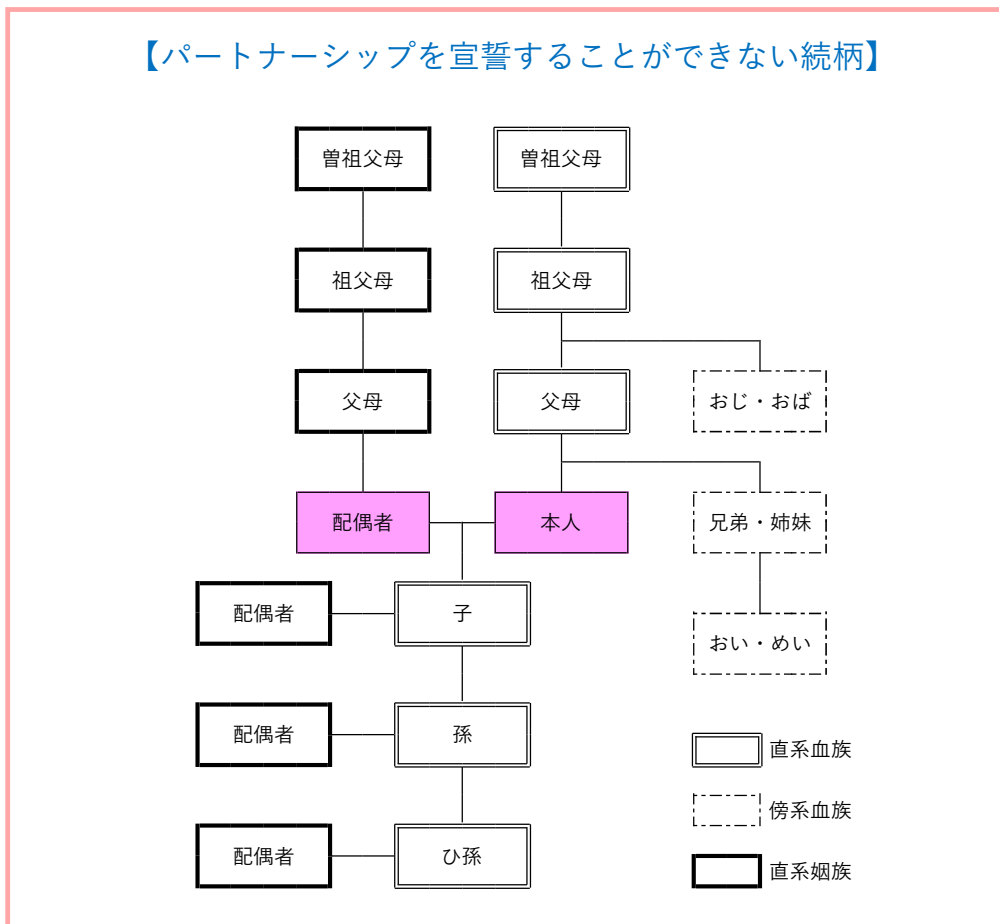 【パートナーシップを宣誓することができない続柄】
曽祖父母
曽祖父母
祖父母
祖父母
父母
父母
おじ・おば
配偶者
本人
兄弟・姉妹
配偶者
子
おい・めい
配偶者
孫
直系血族
傍系血族
配偶者
ひ孫
直系姻族